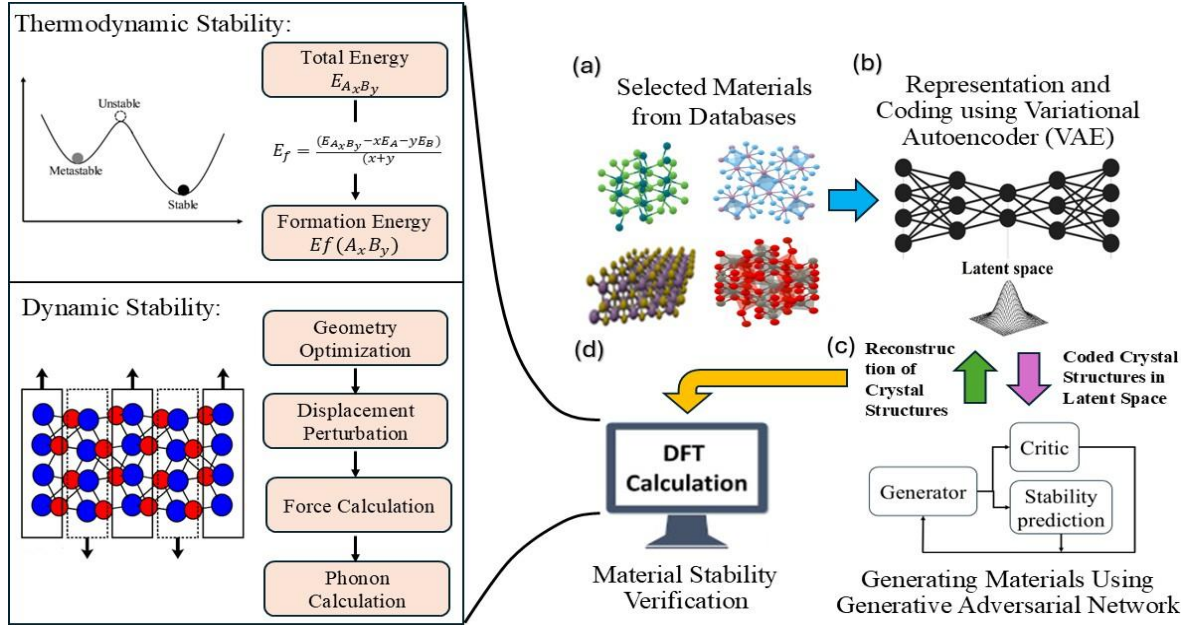 Thermodynamic Stability:
Unstable
Metastable
Stable
Total Energy
E_{A_xB_y}
E_f = \frac{(E_{A_xB_y}-xE_A-yE_B)}{(x+y}
Formation Energy
Ef(A_xB_y)
Dynamic Stability:
Geometry
Optimization
Displacement
Perturbation
Force Calculation
Phonon
Calculation
(a)
Selected Materials
from Databases
(b)
Representation and
Coding using Variational
Autoencoder (VAE)
Latent space
(c)
Reconstruc
tion of
Crystal
Structures
Coded Crystal
Structures in
Latent Space
Generator
Critic
Stability
prediction
Generating Materials Using
Generative Adversarial Network
(d)
DFT
Calculation
Material Stability
Verification